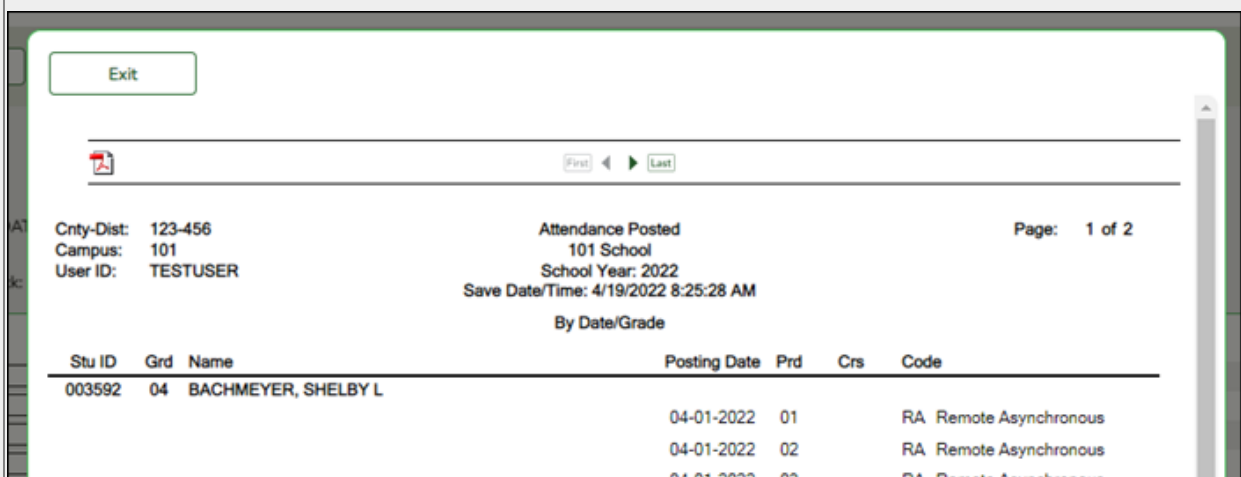 Exit
First Last
Cnty-Dist: 123-456 Attendance Posted Page: 1 of 2
Campus: 101 101 School
User ID: TESTUSER School Year: 2022
Save Date/Time: 4/19/2022 8:25:28 AM
By Date/Grade
Stu ID Grd Name Posting Date Prd Crs Code
003592 04 BACHMEYER, SHELBY L
04-01-2022 01 RA Remote Asynchronous
04-01-2022 02 RA Remote Asynchronous